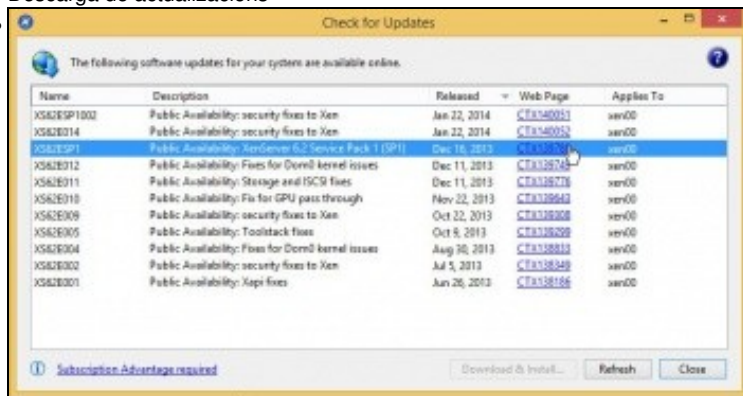 Descarga de actualizacions
Check for Updates
The following software updates for your system are available online.
Name Description Released Web Page Applies To
XS62ESP1002 Public Availability: security fixes to Xen Jan 22, 2014 CTX140051 xen00
XS62E014 Public Availability: security fixes to Xen Jan 22, 2014 CTX140052 xen00
XS62ESP1 Public Availability: XenServer 6.2 Service Pack 1 (SP1) Dec 16, 2013 xen00
XS62E012 Public Availability: Fixes for Dom0 kernel issues Dec 11, 2013 xen00
XS62E011 Public Availability: Storage and ISCSI fixes Dec 11, 2013 CTX139776 xen00
XS62E010 Public Availability: Fix for GPU pass through Nov 22, 2013 CTX139643 xen00
XS62E009 Public Availability: security fixes to Xen Oct 22, 2013 CTX139308 xen00
XS62E005 Public Availability: Toolstack fixes Oct 9, 2013 CTX139299 xen00
XS62E004 Public Availability: Fixes for Dom0 kernel issues Aug 30, 2013 CTX138833 xen00
XS62E002 Public Availability: security fixes to Xen Jul 5, 2013 CTX138349 xen00
XS62E001 Public Availability: Xapi fixes Jun 26, 2013 CTX138186 xen00
Subscription Advantage required Download & Install... Refresh Close